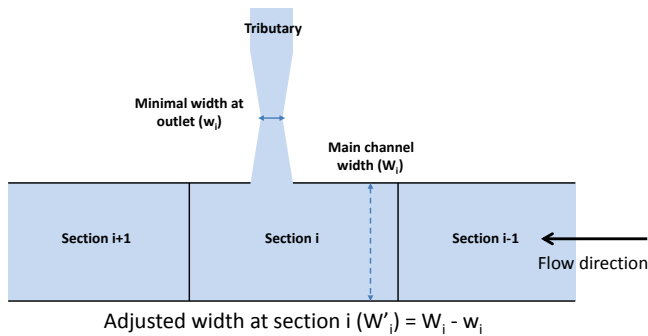 Tributary
Minimal width at
outlet (wi)
Main channel
width (Wi)
Section i+1
Section i
Section i-1
Flow direction
Adjusted width at section i (W'i) = Wi - wi